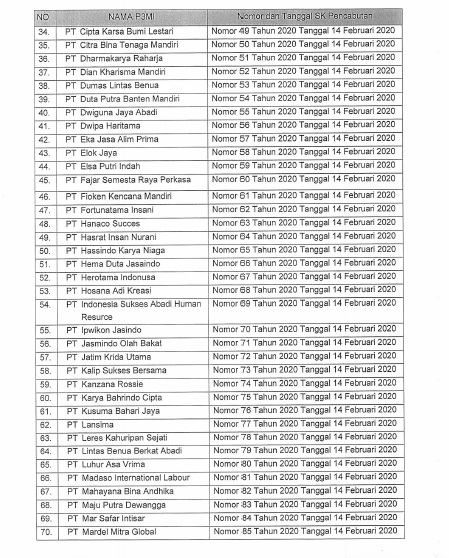 NO NAMA P3MI Nomor dan Tanggal SK Pencabutan
34. PT Cipta Karsa Bumi Lestari Nomor 49 Tahun 2020 Tanggal 14 Februari 2020
35. PT Citra Bina Tenaga Mandiri Nomor 50 Tahun 2020 Tanggal 14 Februari 2020
36. PT Dharmakarya Raharja Nomor 51 Tahun 2020 Tanggal 14 Februari 2020
37. PT Dian Kharisma Mandiri Nomor 52 Tahun 2020 Tanggal 14 Februari 2020
38. PT Dumas Lintas Benua Nomor 53 Tahun 2020 Tanggal 14 Februari 2020
39. PT Duta Putra Banten Mandiri Nomor 54 Tahun 2020 Tanggal 14 Februari 2020
40. PT Dwiguna Jaya Abadi Nomor 55 Tahun 2020 Tanggal 14 Februari 2020
41. PT Dwipa Haritama Nomor 56 Tahun 2020 Tanggal 14 Februari 2020
42. PT Eka Jasa Alim Prima Nomor 57 Tahun 2020 Tanggal 14 Februari 2020
43. PT Elok Jaya Nomor 58 Tahun 2020 Tanggal 14 Februari 2020
44. PT Elsa Putri Indah Nomor 59 Tahun 2020 Tanggal 14 Februari 2020
45. PT Fajar Semesta Raya Perkasa Nomor 60 Tahun 2020 Tanggal 14 Februari 2020
46. PT Fioken Kencana Mandiri Nomor 61 Tahun 2020 Tanggal 14 Februari 2020
47. PT Fortunatama Insani Nomor 62 Tahun 2020 Tanggal 14 Februari 2020
48. PT Hanaco Succes Nomor 63 Tahun 2020 Tanggal 14 Februari 2020
49. PT Hasrat Insan Nurani Nomor 64 Tahun 2020 Tanggal 14 Februari 2020
50. PT Hassindo Karya Niaga Nomor 65 Tahun 2020 Tanggal 14 Februari 2020
51. PT Hema Duta Jasaindo Nomor 66 Tahun 2020 Tanggal 14 Februari 2020
52. PT Herotama Indonusa Nomor 67 Tahun 2020 Tanggal 14 Februari 2020
53. PT Hosana Adi Kreasi Nomor 68 Tahun 2020 Tanggal 14 Februari 2020
54. PT Indonesia Sukses Abadi Human Nomor 69 Tahun 2020 Tanggal 14 Februari 2020
Resurce
55. PT Ipwikon Jasindo Nomor 70 Tahun 2020 Tanggal 14 Februari 2020
56. PT Jasmindo Olah Bakat Nomor 71 Tahun 2020 Tanggal 14 Februari 2020
57. PT Jatim Krida Utama Nomor 72 Tahun 2020 Tanggal 14 Februari 2020
58. PT Kalip Sukses Bersama Nomor 73 Tahun 2020 Tanggal 14 Februari 2020
59. PT Kanzana Rossie Nomor 74 Tahun 2020 Tanggal 14 Februari 2020
60. PT Karya Bahrindo Cipta Nomor 75 Tahun 2020 Tanggal 14 Februari 2020
61. PT Kusuma Bahari Jaya Nomor 76 Tahun 2020 Tanggal 14 Februari 2020
62. PT Lansima Nomor 77 Tahun 2020 Tanggal 14 Februari 2020
63. PT Leres Kahuripan Sejati Nomor 78 Tahun 2020 Tanggal 14 Februari 2020
64. PT Lintas Benua Berkat Abadi Nomor 79 Tahun 2020 Tanggal 14 Februari 2020
65. PT Luhur Asa Vrima Nomor 80 Tahun 2020 Tanggal 14 Februari 2020
66. PT Madaso International Labour Nomor 81 Tahun 2020 Tanggal 14 Februari 2020
67. PT Mahayana Bina Andhika Nomor 82 Tahun 2020 Tanggal 14 Februari 2020
68. PT Maju Putra Dewangga Nomor 83 Tahun 2020 Tanggal 14 Februari 2020
69. PT Mar Safar Intisar Nomor 84 Tahun 2020 Tanggal 14 Februari 2020
70. PT Mardel Mitra Global Nomor 85 Tahun 2020 Tanggal 14 Februari 2020